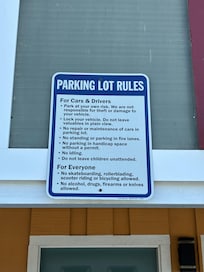 PARKING LOT RULES
For Cars & Drivers
• Park at your own risk. We are not
responsible for theft or damage to
your vehicle.
• Lock your vehicle. Do not leave
valuables in plain view.
• No repair or maintenance of cars in
parking lot.
• No standing or parking in fire lanes.
• No parking in handicap space
without a permit.
• No idling.
• Do not leave children unattended.
For Everyone
• No skateboarding, rollerblading,
scooter riding or bicycling allowed.
• No alcohol, drugs, firearms or knives
allowed.